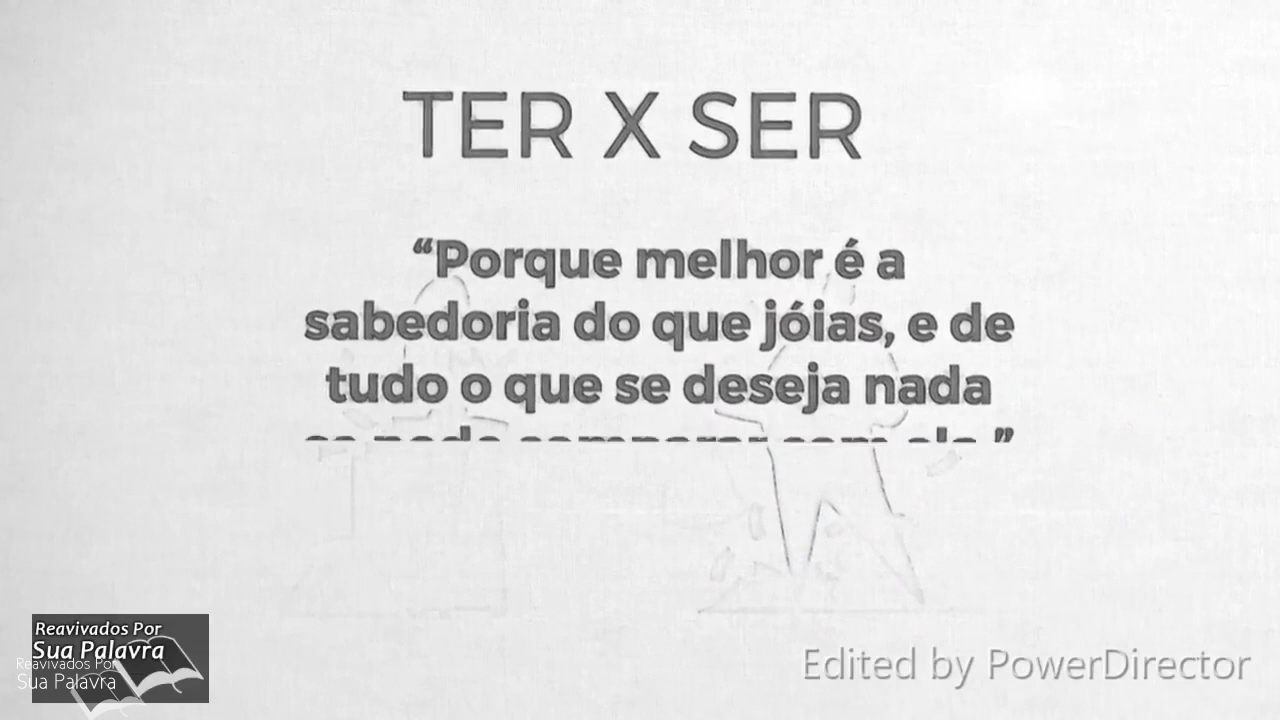 TER X SER
“Porque melhor é a
sabedoria do que jóias, e de
tudo o que se deseja nada
Reavivados Por
Sua Palavra
Reavivados Por
Sua Palavra
Edited by PowerDirector